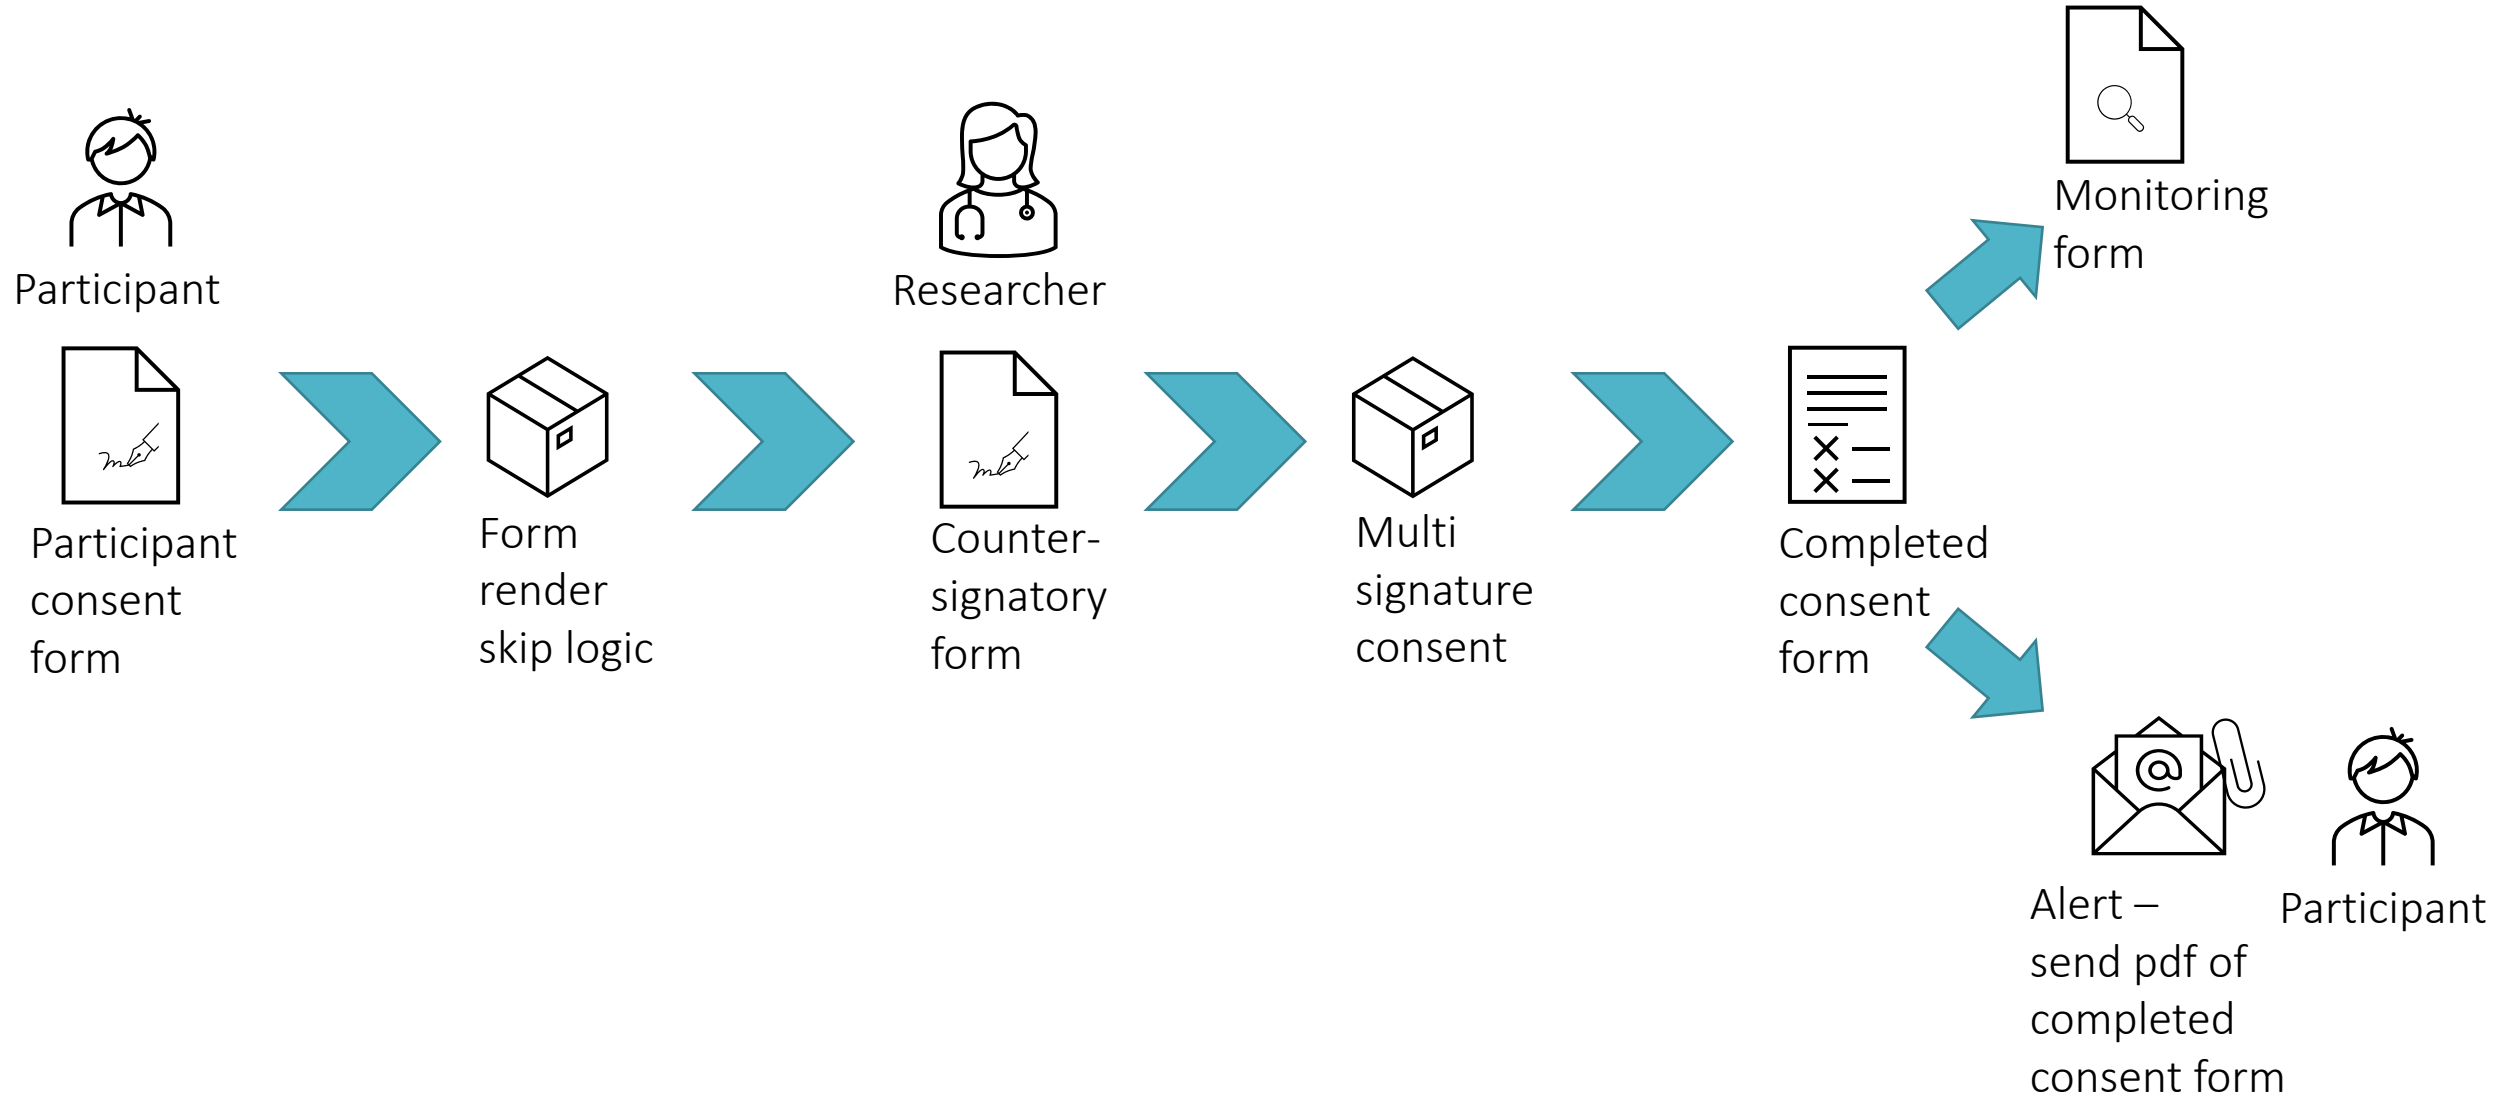 Participant
Participant
consent
form
Form
render
skip logic
Researcher
Counter-
signatory
form
Multi
signature
consent
Completed
consent
form
Monitoring
form
Alert –
send pdf of
completed
consent form
Participant